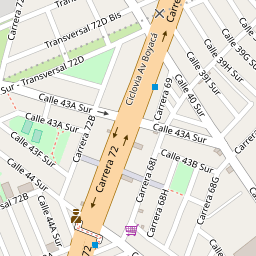 Transversal 72D Bis
Carrera 73
Ciclovía Av Boyacá
Carrera
Calle 39G Sur
Calle 39H Sur
Calle 39I Sur
Sur - Transversal 72D
Carrera 69
Calle 40 Sur
Calle 43A Sur
Carrera 72B
Calle 43A Sur
Calle 43A Sur
Calle 43F Sur
Carrera 72
Carrera 68I
Calle 43B Sur
Calle 44 Sur
Carrera 68H
Carrera 68G
Calle 44A Sur
sal 72B
72